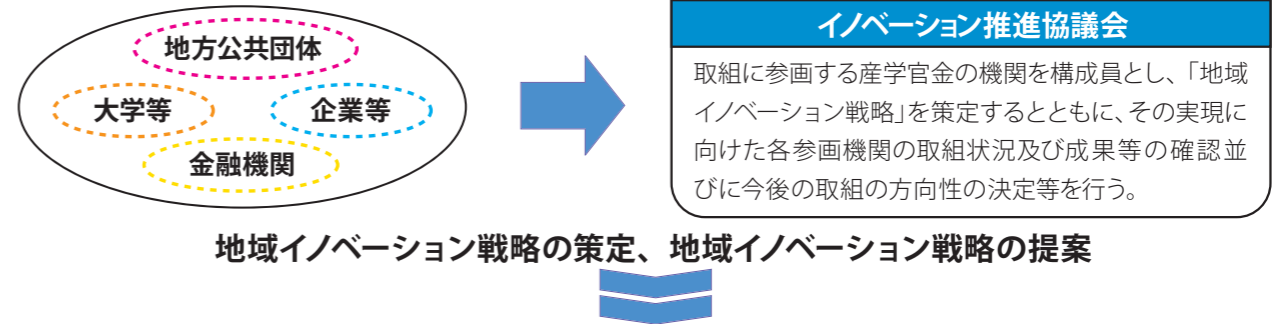 地方公共団体
大学等
企業等
金融機関
イノベーション推進協議会
取組に参画する産学官金の機関を構成員とし、「地域
イノベーション戦略」を策定するとともに、その実現に
向けた各参画機関の取組状況及び成果等の確認並
びに今後の取組の方向性の決定等を行う。
地域イノベーション戦略の策定、地域イノベーション戦略の提案